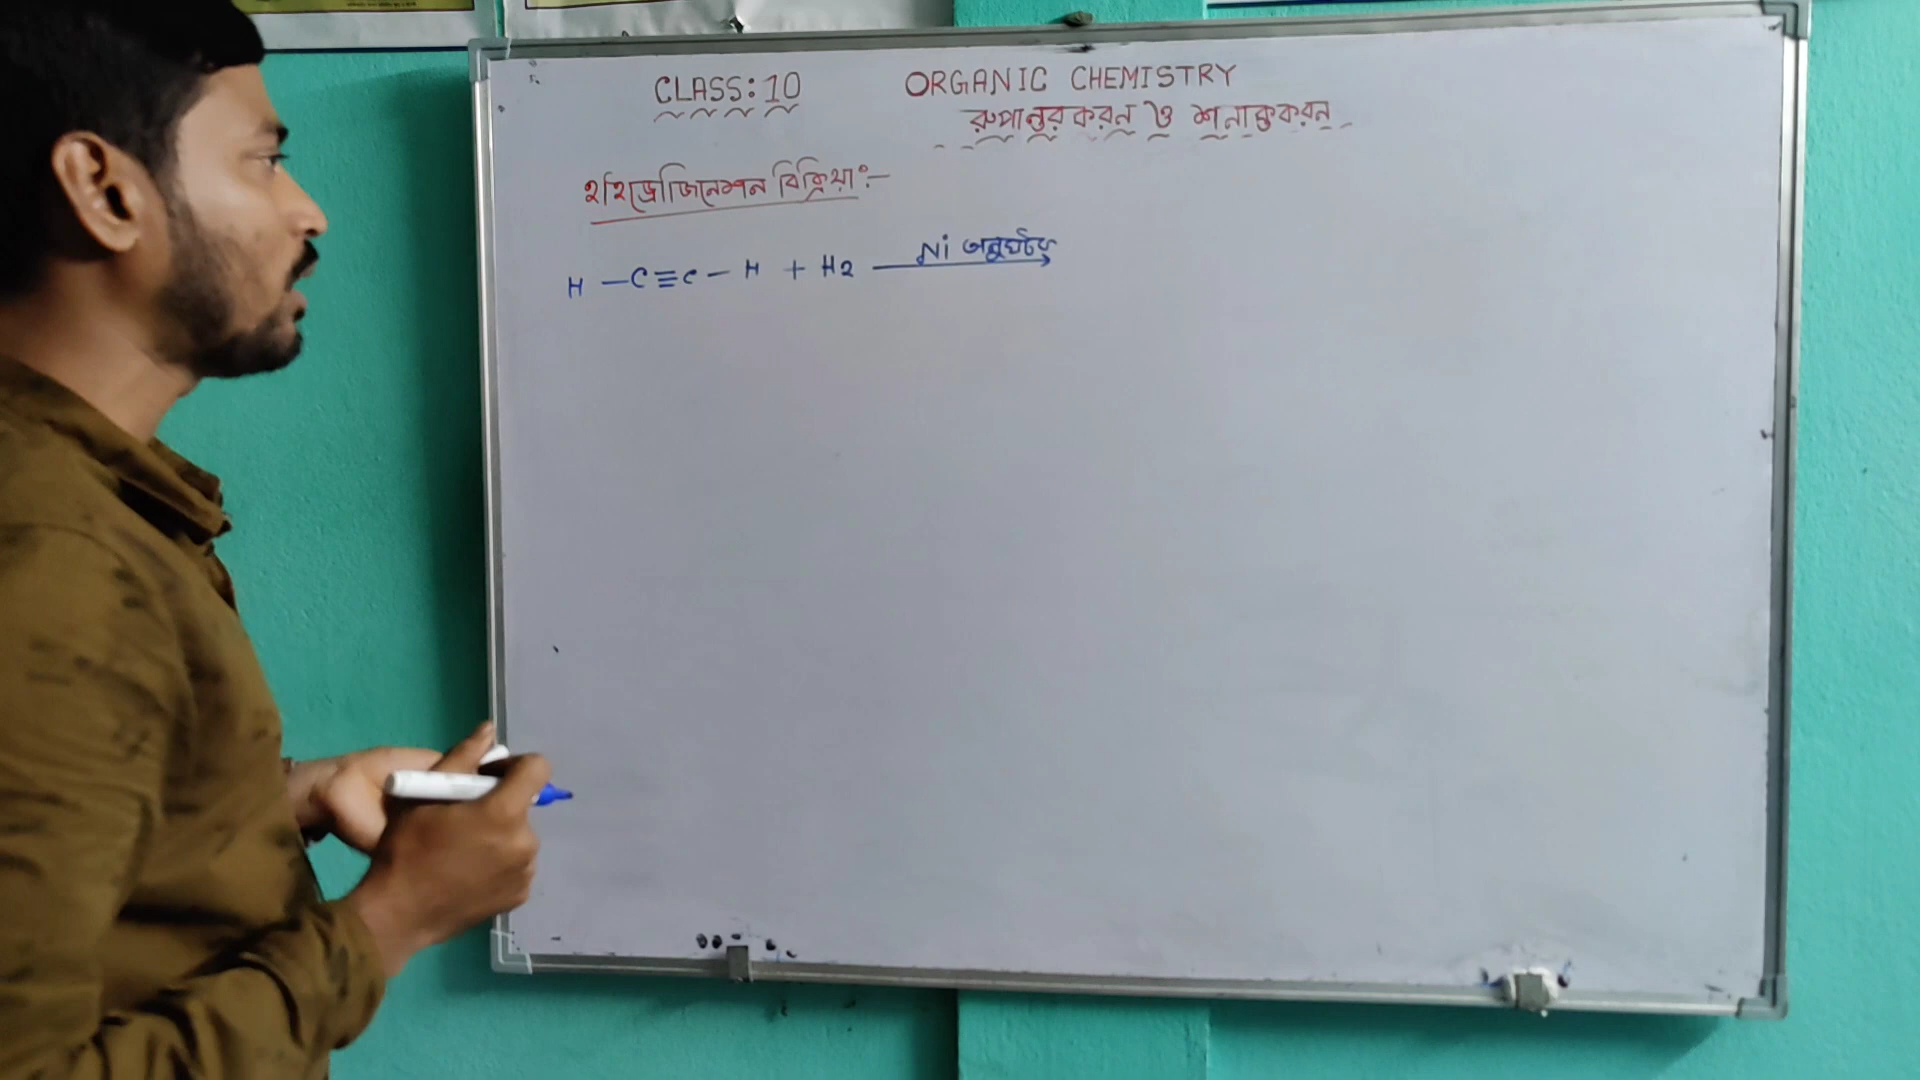 CLASS: 10 ORGANIC CHEMISTRY
রুপান্তর করন ও শনাক্তকরন
হাইড্রোজিনেশন বিক্রিয়া ঃ-
Ni অনুঘটক
H — C ≡ C — H + H2 ⟶